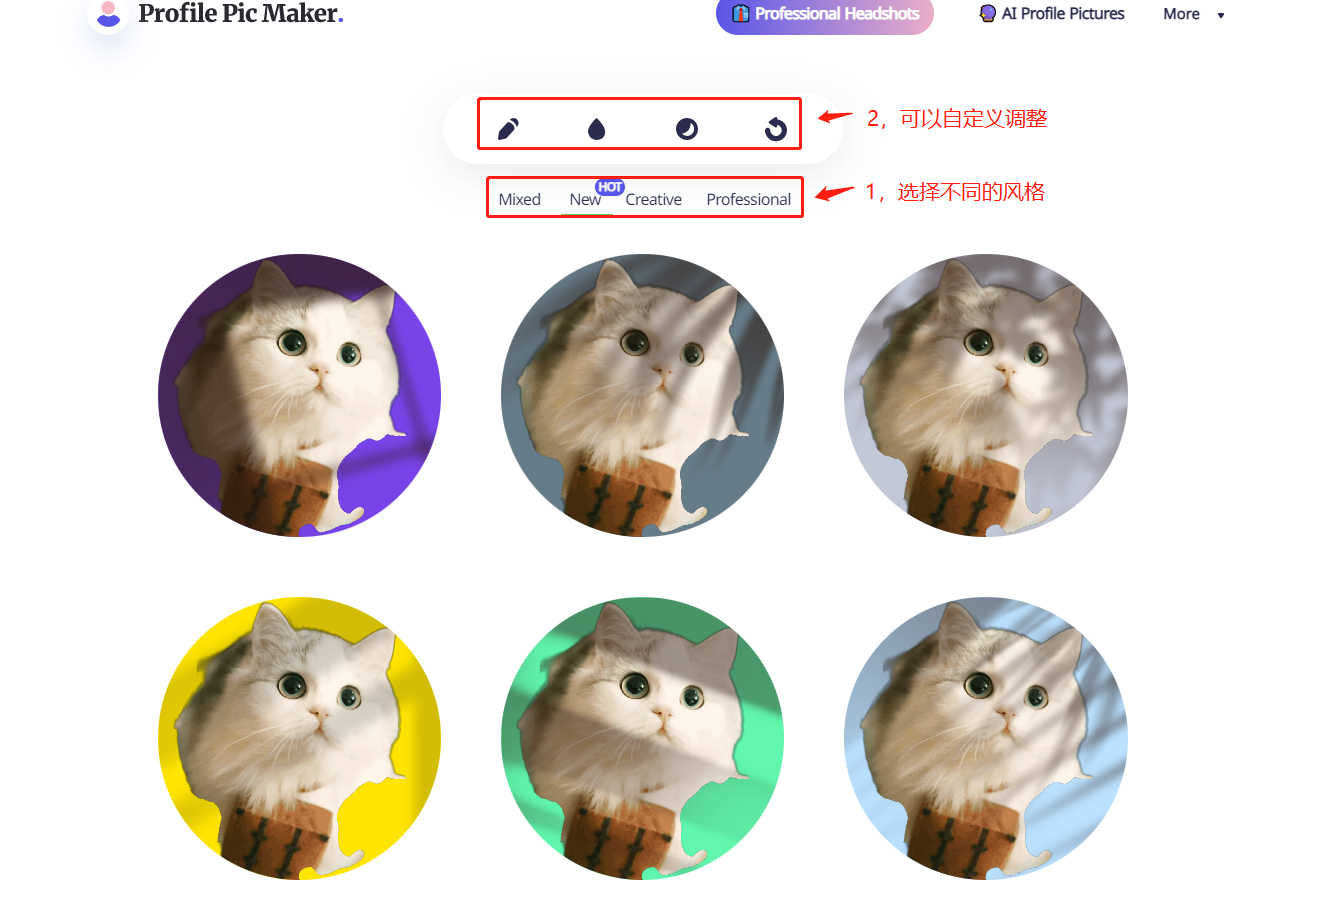 Profile Pic Maker.
Professional Headshots
AI Profile Pictures
More
2，可以自定义调整
HOT
Mixed
New
Creative
Professional
1，选择不同的风格